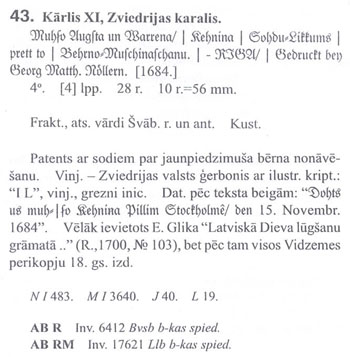 43. Kārlis XI, Zviedrijas karalis.
Muhſo Augſta un Warrena/ | Kehnina | Sohdu-Likkums |
prett to | Behrno-Muſchinaſchanu. | - RIGA/ | Gedruckt bey
Georg Matth. Nöllern. [1684.]
4°. [4] lpp. 28 r. 10 r.=56 mm.
Frakt., ats. vārdi Šváb. r. un ant. Kust.
Patents ar sodiem par jaunpiedzimuša bērna nonāvē-
šanu. Vinj. – Zviedrijas valsts ģerbonis ar ilustr. kript.:
“I L”, vinj., grezni inic. Dat. pēc teksta beigām: “Dohts
us muh-|ſo Kehnina Pillim Stockholmê/ den 15. Novembr.
1684”. Vēlāk ievietots E. Glika “Latviskā Dieva lūgšanu
grāmatā ..” (R.,1700, № 103), bet pēc tam visos Vidzemes
perikopju 18. gs. izd.
N I 483. M I 3640. J 40. L 19.
AB R Inv. 6412 Bvsb b-kas spied.
AB RM Inv. 17621 Llb b-kas spied.